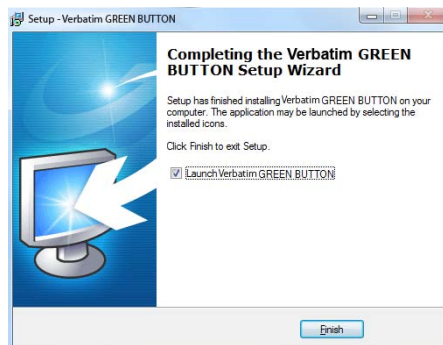 Setup - Verbatim GREEN BUTTON
Completing the Verbatim GREEN
BUTTON Setup Wizard
Setup has finished installing Verbatim GREEN BUTTON on your
computer. The application may be launched by selecting the
installed icons.
Click Finish to exit Setup.
Launch Verbatim GREEN BUTTON
Finish